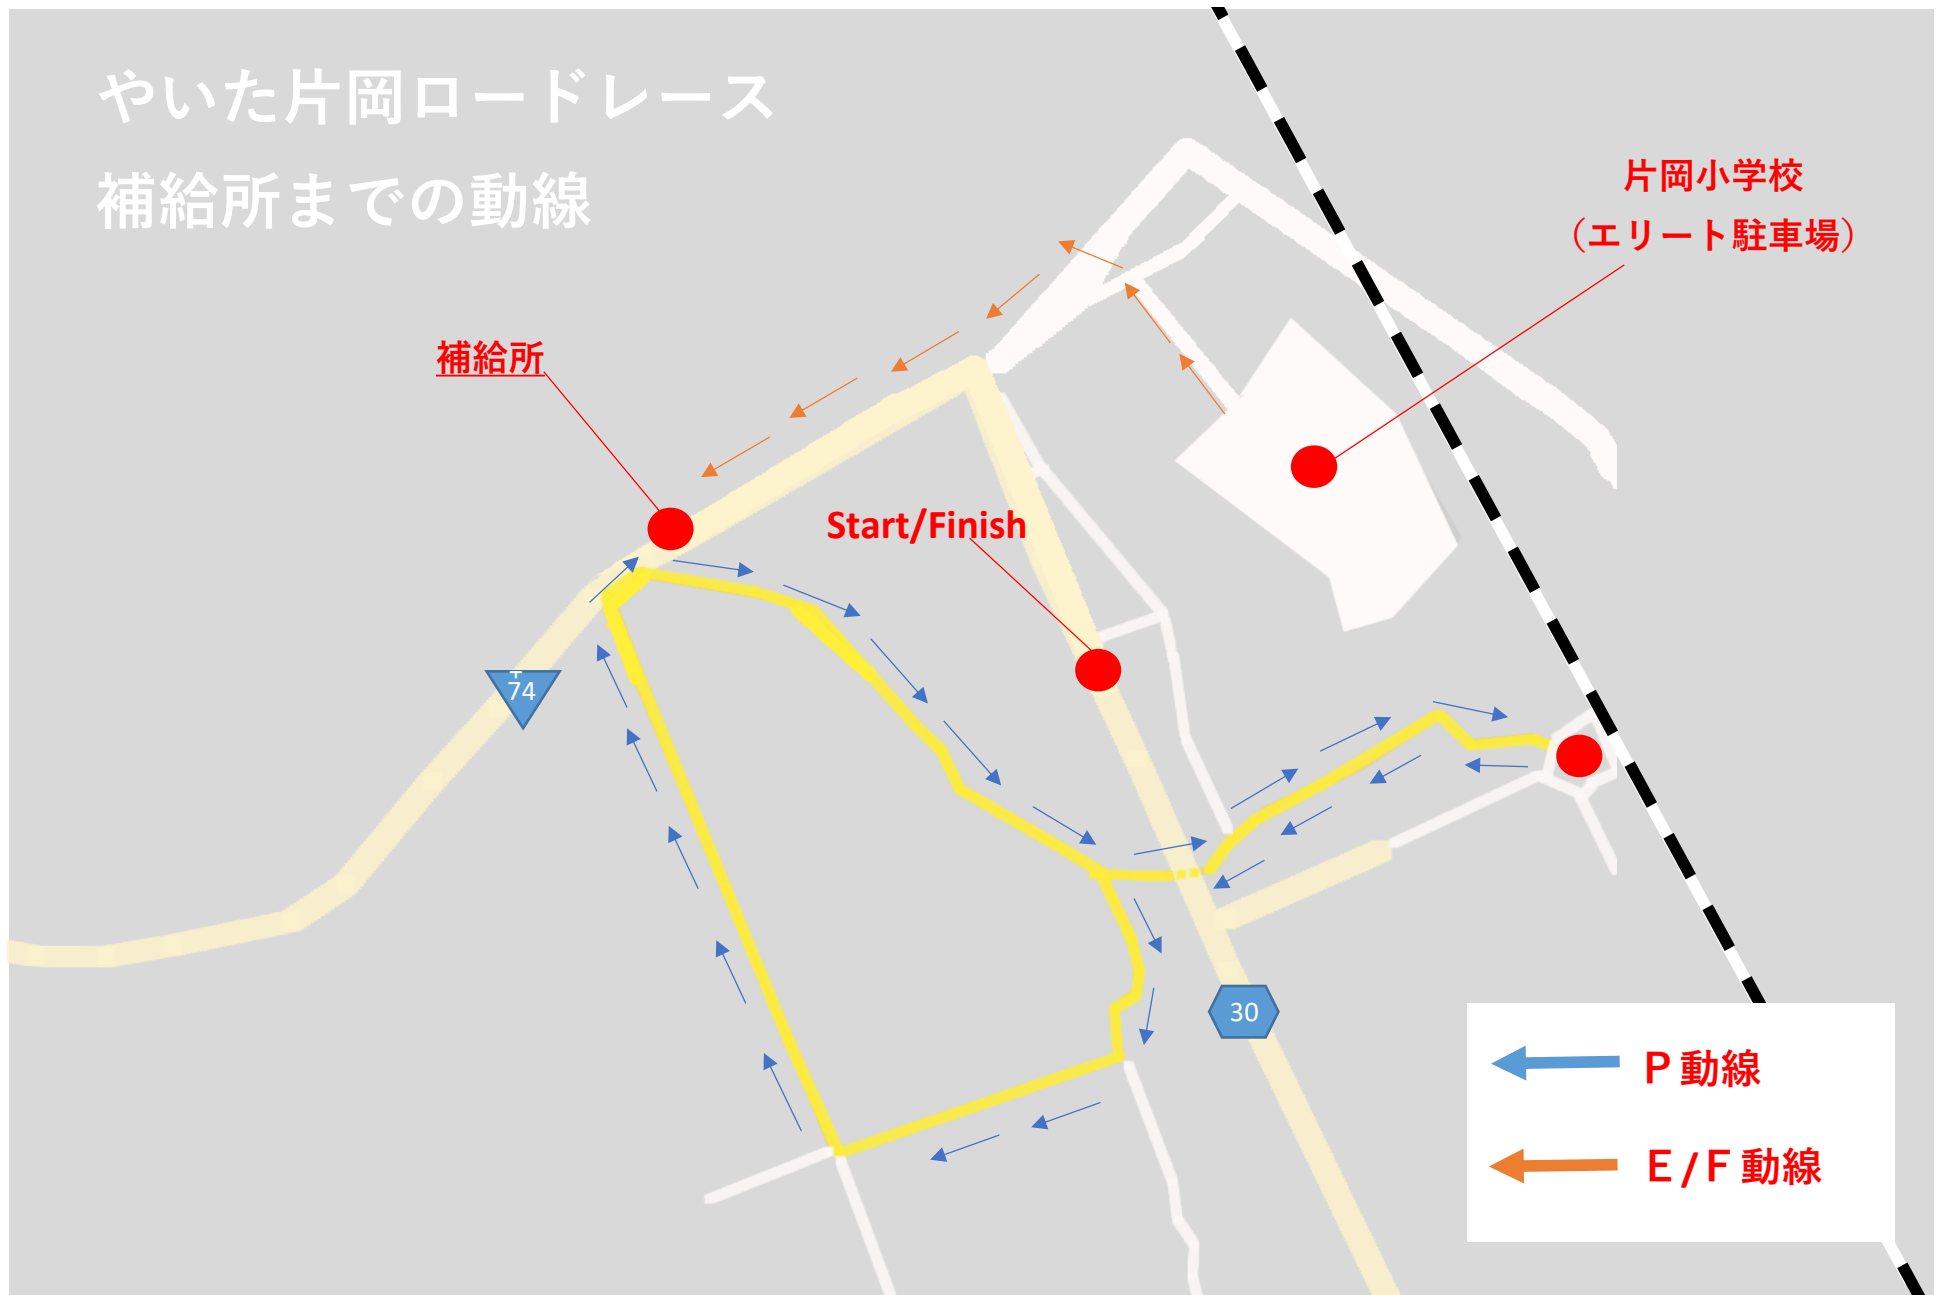 やいた片岡ロードレース
補給所までの動線
片岡小学校
（エリート駐車場）
補給所
Start/Finish
74
30
Ｐ動線
Ｅ/Ｆ動線